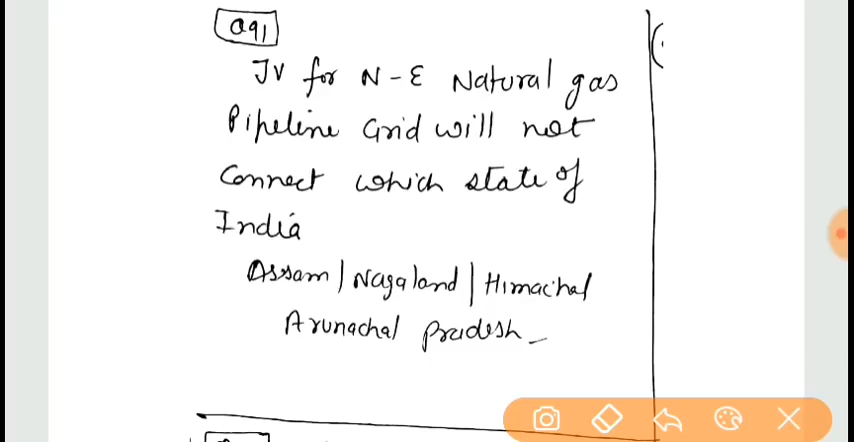 Q91
JV for N-E Natural gas
Pipeline Grid will not
Connect which state of
India
Assam | Nagaland | Himachal
Arunachal Pradesh -